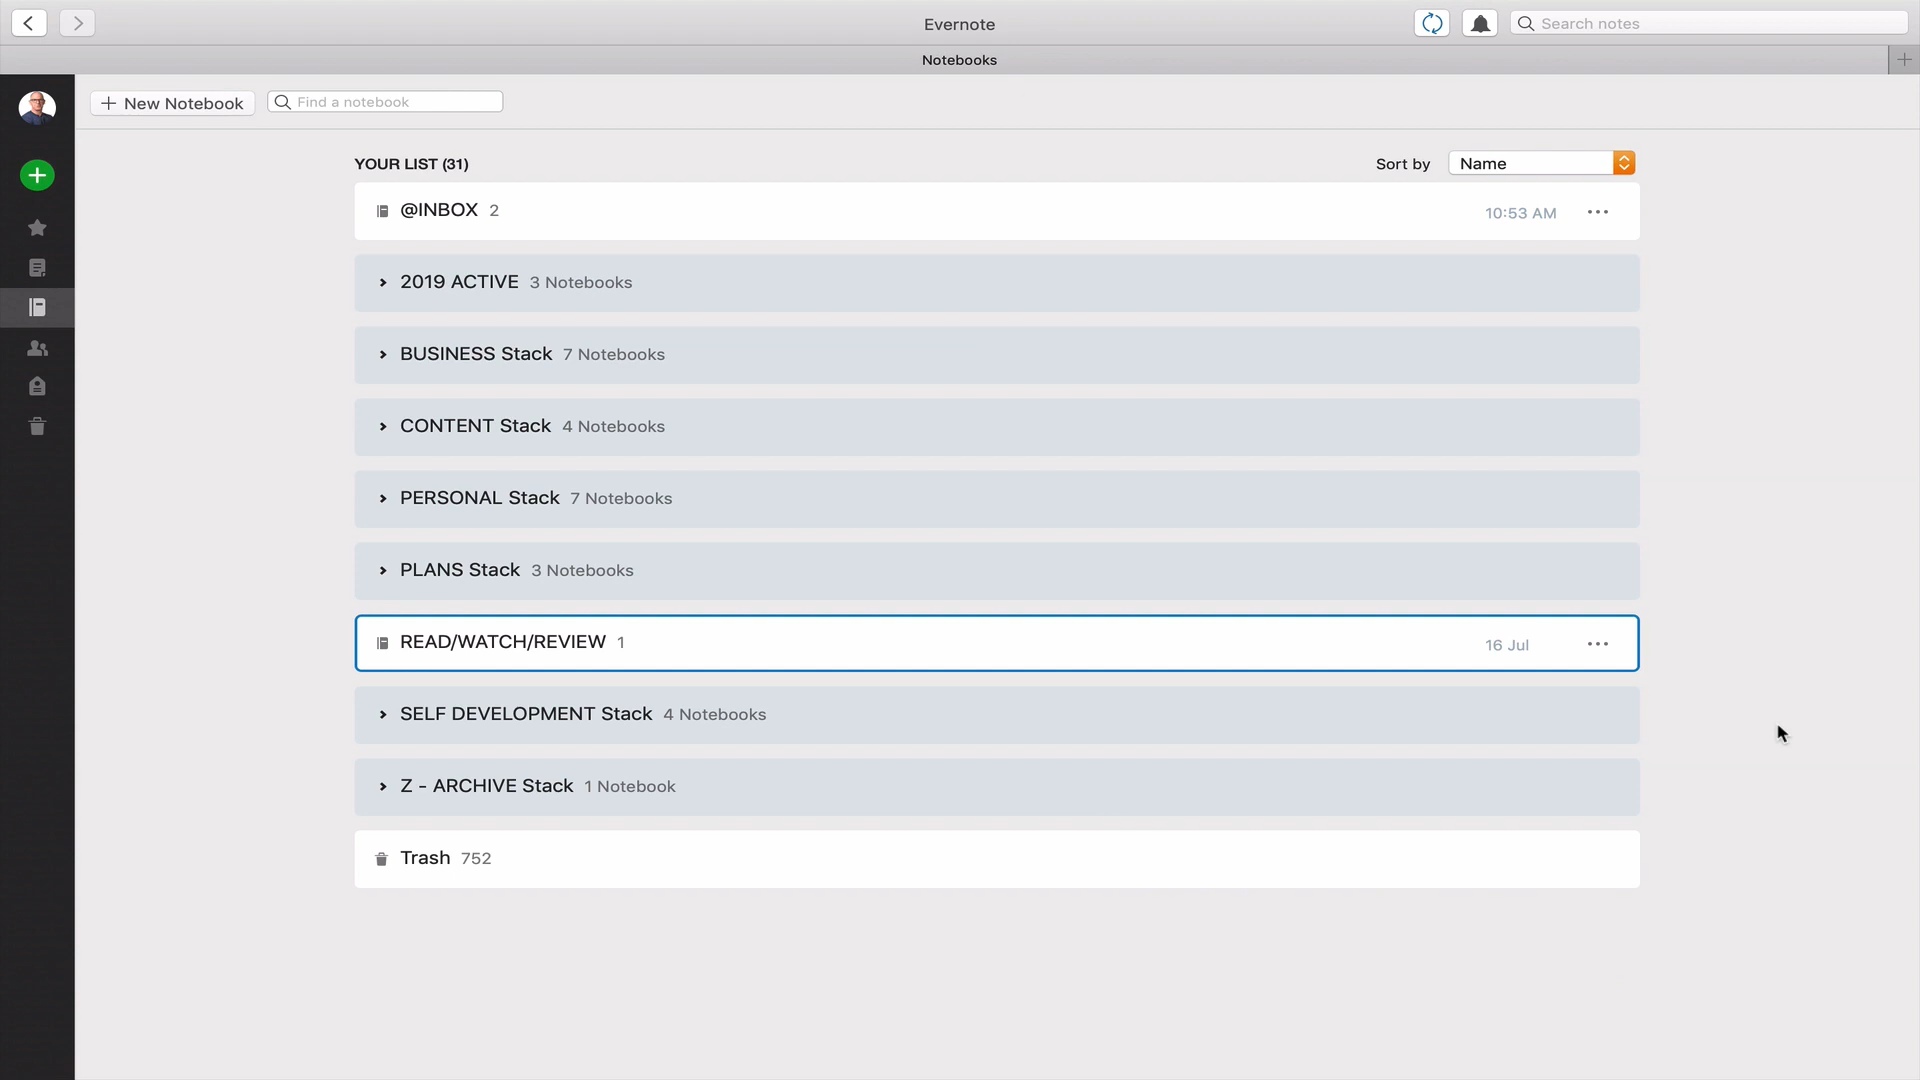 Evernote
Search notes
Notebooks
New Notebook
Find a notebook
YOUR LIST (31)
Sort by
Name
@INBOX 2
10:53 AM
2019 ACTIVE 3 Notebooks
BUSINESS Stack 7 Notebooks
CONTENT Stack 4 Notebooks
PERSONAL Stack 7 Notebooks
PLANS Stack 3 Notebooks
READ/WATCH/REVIEW 1
16 Jul
SELF DEVELOPMENT Stack 4 Notebooks
Z - ARCHIVE Stack 1 Notebook
Trash 752